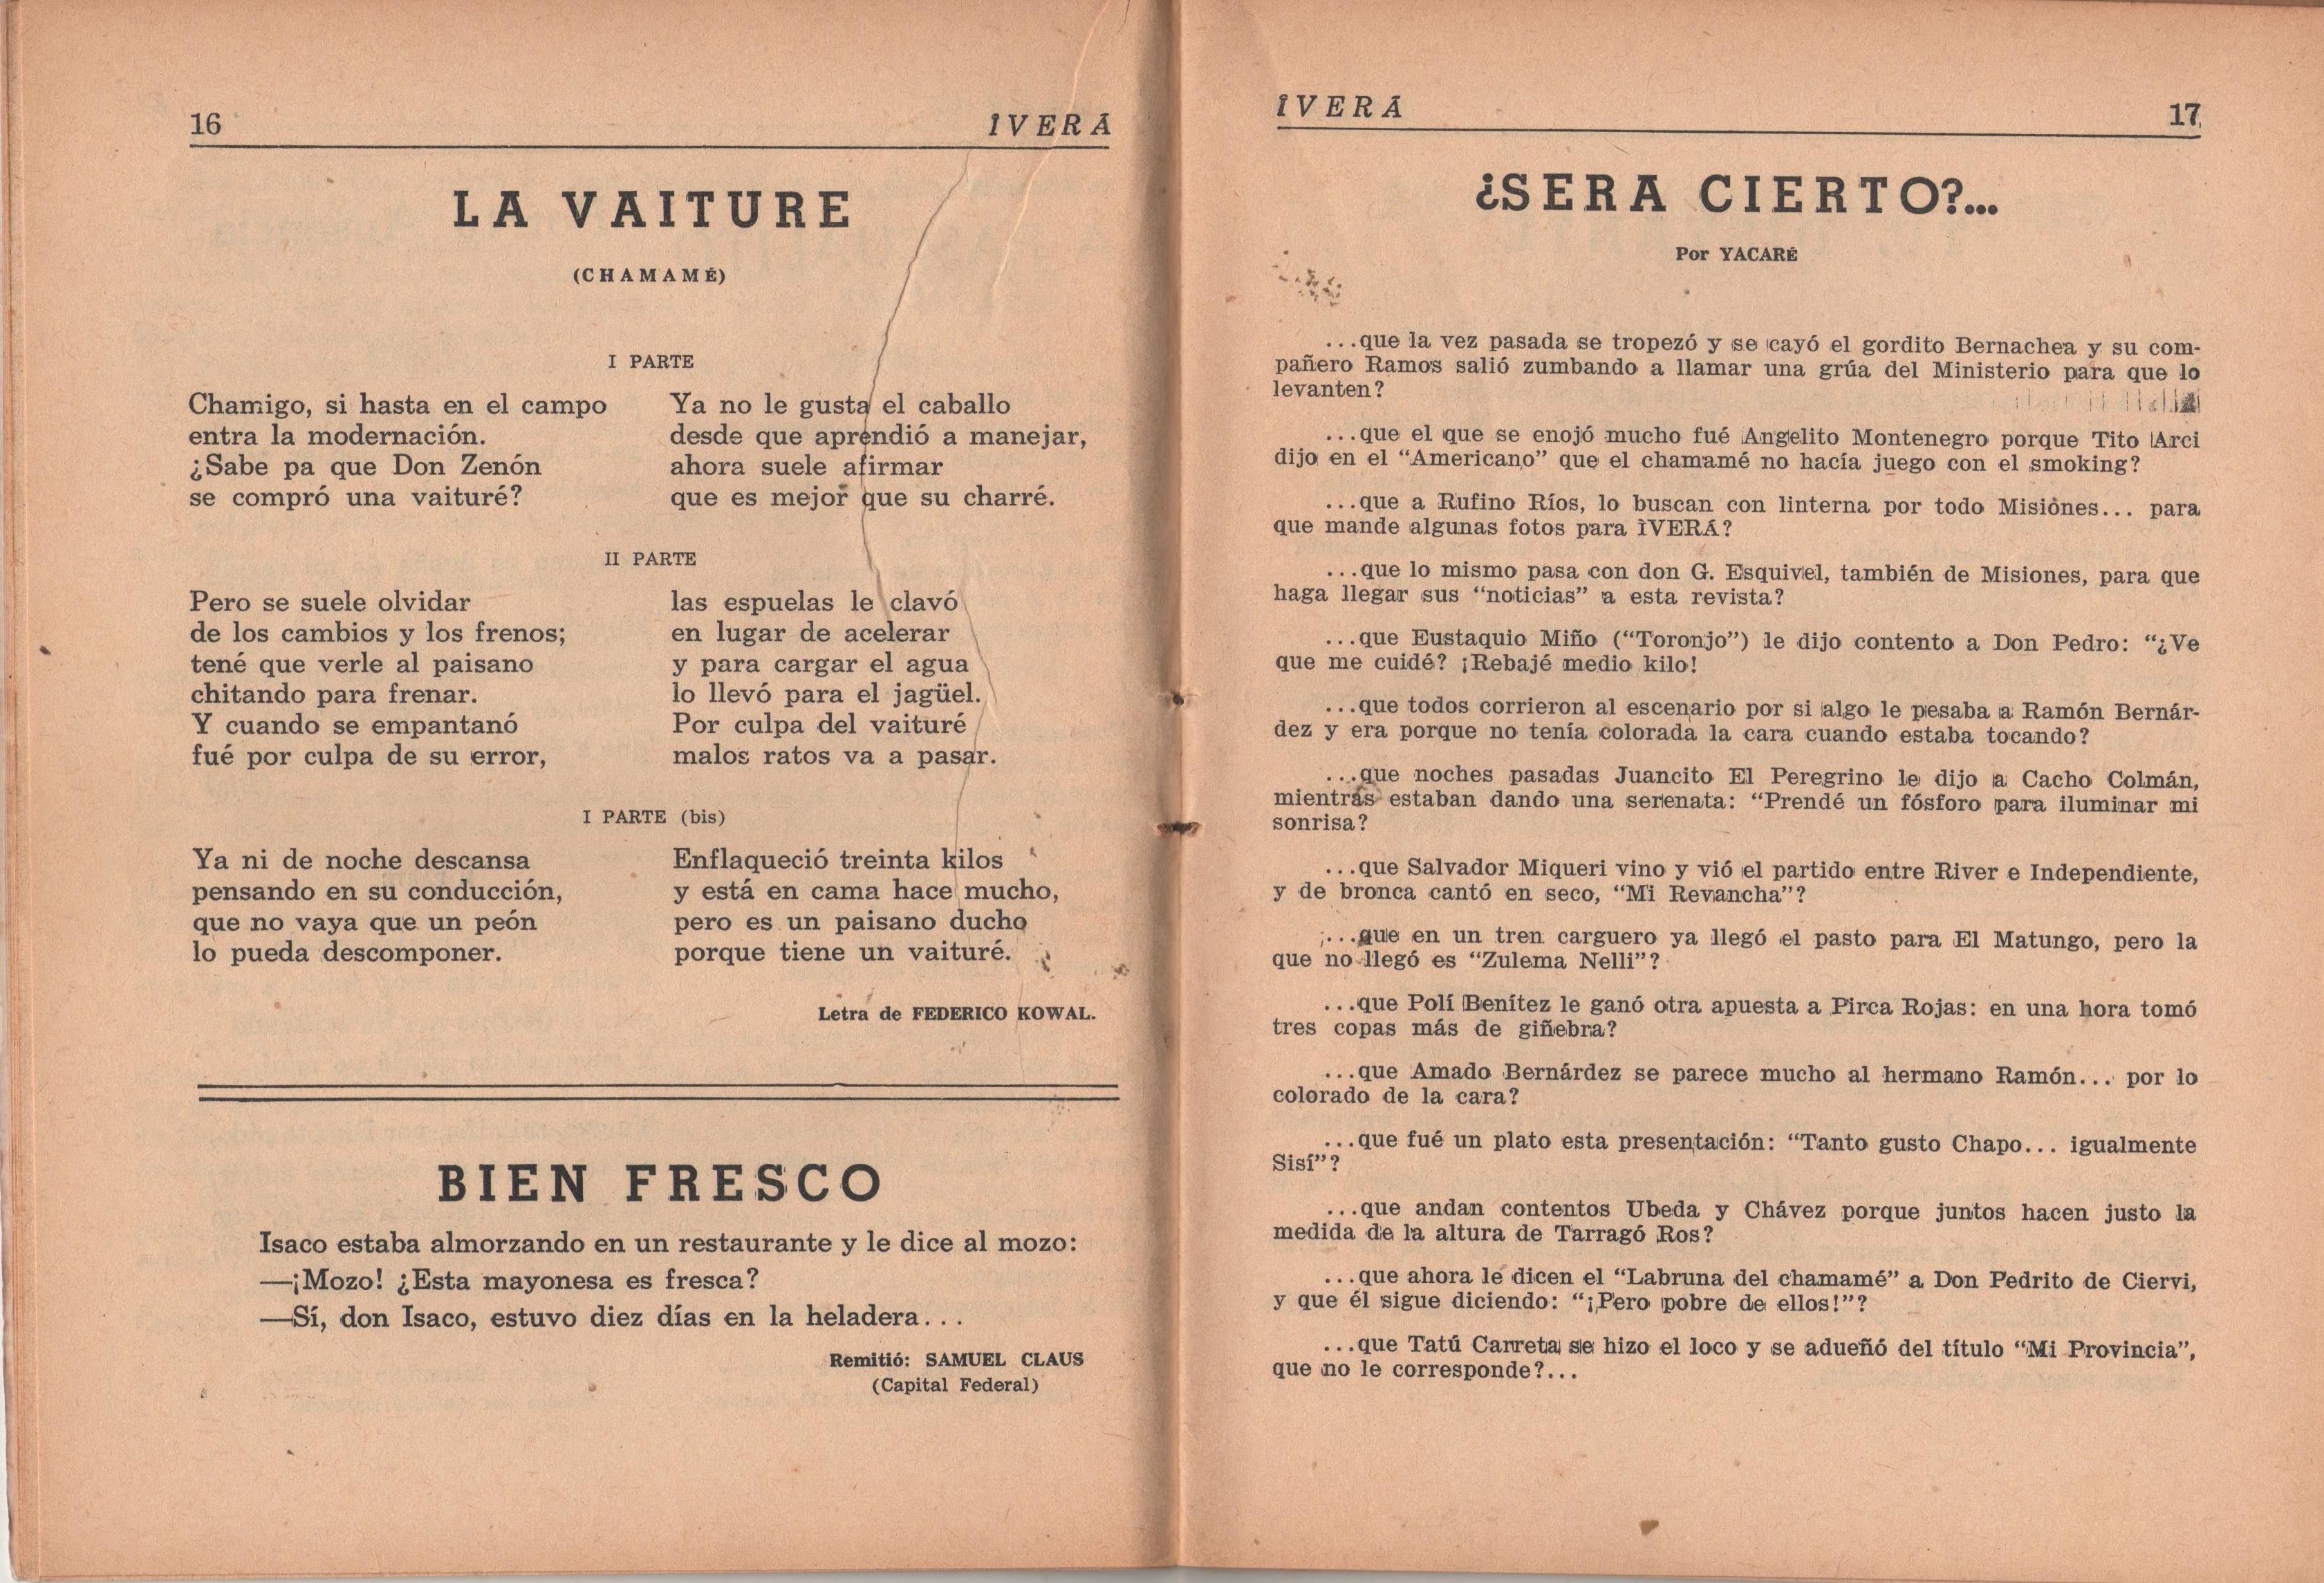 16
ÎVERÁ
LA VAITURE
(CHAMAMÉ)
I PARTE
Chamigo, si hasta en el campo
entra la modernación.
¿Sabe pa que Don Zenón
se compró una vaituré?
Ya no le gusta el caballo
desde que aprendió a manejar,
ahora suele afirmar
que es mejor que su charré.
II PARTE
Pero se suele olvidar
de los cambios y los frenos;
tené que verle al paisano
chitando para frenar.
Y cuando se empantanó
fué por culpa de su error,
las espuelas le clavó
en lugar de acelerar
y para cargar el agua
lo llevó para el jagüel.
Por culpa del vaituré
malos ratos va a pasar.
I PARTE (bis)
Ya ni de noche descansa
pensando en su conducción,
que no vaya que un peón
lo pueda descomponer.
Enflaqueció treinta kilos
y está en cama hace mucho,
pero es un paisano ducho
porque tiene un vaituré.
Letra de FEDERICO KOWAL.
BIEN FRESCO
Isaco estaba almorzando en un restaurante y le dice al mozo:
—¡Mozo! ¿Esta mayonesa es fresca?
—Sí, don Isaco, estuvo diez días en la heladera...
Remitió: SAMUEL CLAUS
(Capital Federal)
ÎVERÁ
17
¿SERA CIERTO?...
Por YACARÉ
...que la vez pasada se tropezó y se cayó el gordito Bernachea y su com-
pañero Ramos salió zumbando a llamar una grúa del Ministerio para que lo
levanten?
...que el que se enojó mucho fué Angelito Montenegro porque Tito Arci
dijo en el “Americano” que el chamamé no hacía juego con el smoking?
...que a Rufino Ríos, lo buscan con linterna por todo Misiones... para
que mande algunas fotos para ÌVERÁ?
...que lo mismo pasa con don G. Esquivel, también de Misiones, para que
haga llegar sus “noticias” a esta revista?
...que Eustaquio Miño (“Toronjo”) le dijo contento a Don Pedro: “¿Ve
que me cuidé? ¡Rebajé medio kilo!
...que todos corrieron al escenario por si algo le pesaba a Ramón Bernár-
dez y era porque no tenía colorada la cara cuando estaba tocando?
...que noches pasadas Juancito El Peregrino le dijo a Cacho Colmán,
mientras estaban dando una serenata: “Prendé un fósforo para iluminar mi
sonrisa?
...que Salvador Miqueri vino y vió el partido entre River e Independiente,
y de bronca cantó en seco, “Mi Revancha”?
...que en un tren carguero ya llegó el pasto para El Matungo, pero la
que no llegó es “Zulema Nelli”?
...que Polí Benítez le ganó otra apuesta a Pirca Rojas: en una hora tomó
tres copas más de giñebra?
...que Amado Bernárdez se parece mucho al hermano Ramón... por lo
colorado de la cara?
...que fué un plato esta presentación: “Tanto gusto Chapo... igualmente
Sisí”?
...que andan contentos Ubeda y Chávez porque juntos hacen justo la
medida de la altura de Tarragó Ros?
...que ahora le dicen el “Labruna del chamamé” a Don Pedrito de Ciervi,
y que él sigue diciendo: “¡Pero pobre de ellos!”?
...que Tatú Carreta se hizo el loco y se adueñó del título “Mi Provincia”,
que no le corresponde?...